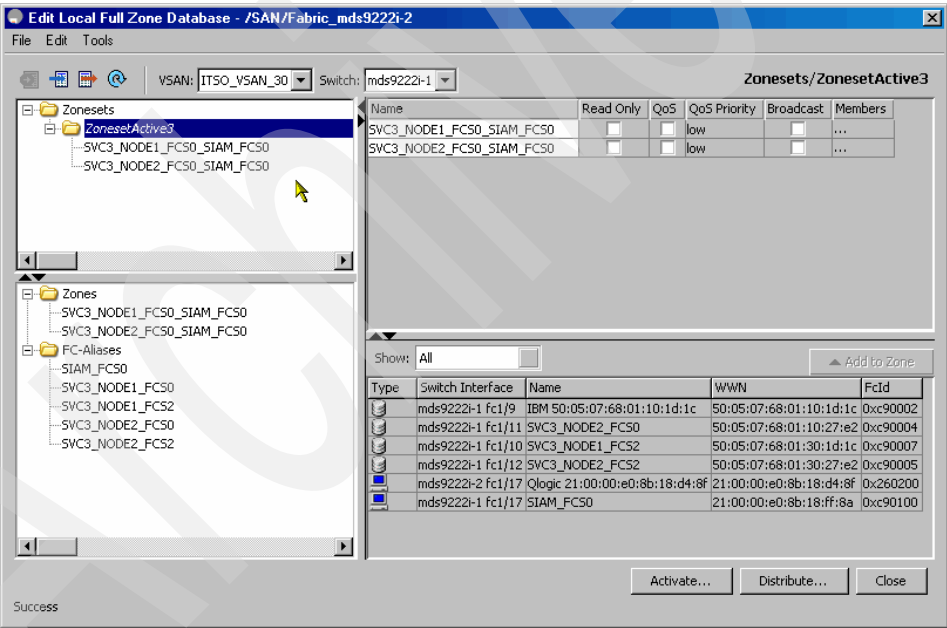 Edit Local Full Zone Database - /SAN/Fabric_mds9222i-2
File Edit Tools
VSAN: ITSO_VSAN_30 Switch: mds9222i-1 Zonesets/ZonesetActive3
Zonesets
ZonesetActive3
SVC3_NODE1_FCS0_SIAM_FCS0
SVC3_NODE2_FCS0_SIAM_FCS0
Name Read Only QoS QoS Priority Broadcast Members
SVC3_NODE1_FCS0_SIAM_FCS0 low ...
SVC3_NODE2_FCS0_SIAM_FCS0 low ...
Zones
SVC3_NODE1_FCS0_SIAM_FCS0
SVC3_NODE2_FCS0_SIAM_FCS0
FC-Aliases
SIAM_FCS0
SVC3_NODE1_FCS0
SVC3_NODE1_FCS2
SVC3_NODE2_FCS0
SVC3_NODE2_FCS2
Show: All Add to Zone
Type Switch Interface Name WWN FcId
mds9222i-1 fc1/9 IBM 50:05:07:68:01:10:1d:1c 50:05:07:68:01:10:1d:1c 0xc90002
mds9222i-1 fc1/11 SVC3_NODE2_FCS0 50:05:07:68:01:10:27:e2 0xc90004
mds9222i-1 fc1/10 SVC3_NODE1_FCS2 50:05:07:68:01:30:1d:1c 0xc90007
mds9222i-1 fc1/12 SVC3_NODE2_FCS2 50:05:07:68:01:30:27:e2 0xc90005
mds9222i-2 fc1/17 Qlogic 21:00:00:e0:8b:18:d4:8f 21:00:00:e0:8b:18:d4:8f 0x260200
mds9222i-1 fc1/17 SIAM_FCS0 21:00:00:e0:8b:18:ff:8a 0xc90100
Activate... Distribute... Close
Success